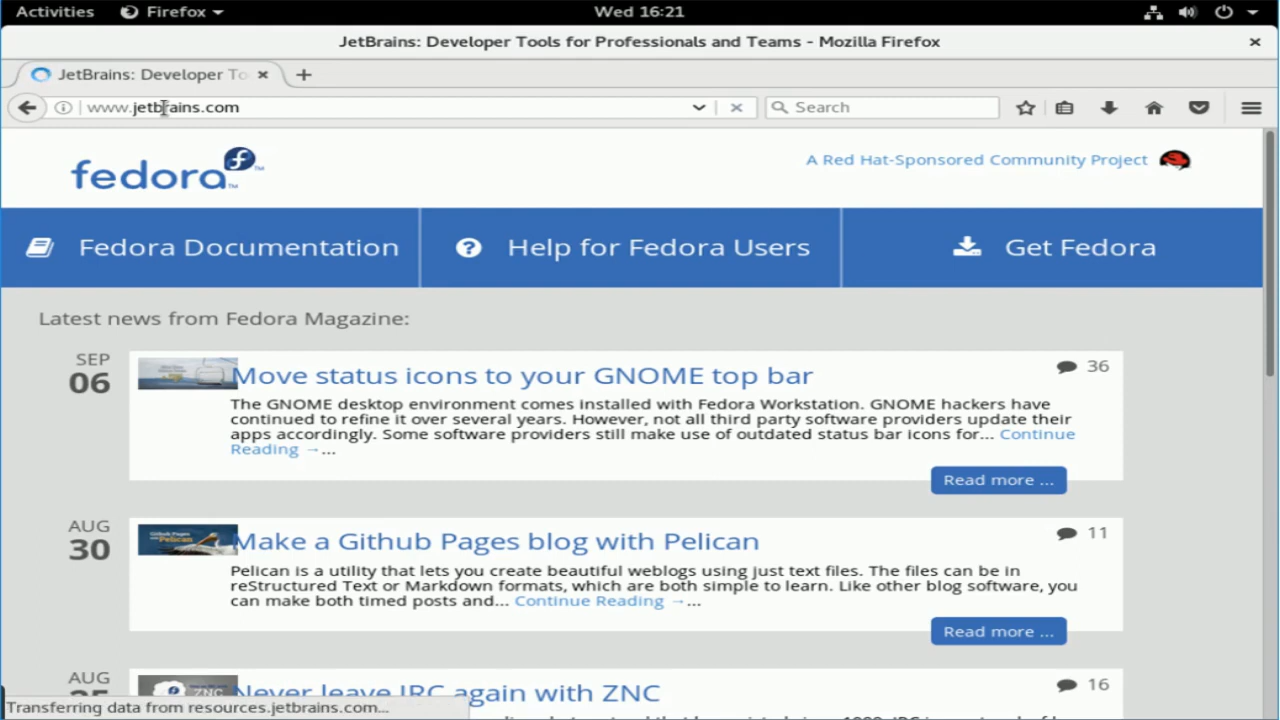 Activities Firefox Wed 16:21
JetBrains: Developer Tools for Professionals and Teams - Mozilla Firefox
JetBrains: Developer To
www.jetbrains.com Search
fedora
A Red Hat-Sponsored Community Project
Fedora Documentation Help for Fedora Users Get Fedora
Latest news from Fedora Magazine:
SEP
06
Move status icons to your GNOME top bar 36
The GNOME desktop environment comes installed with Fedora Workstation. GNOME hackers have
continued to refine it over several years. However, not all third party software providers update their
apps accordingly. Some software providers still make use of outdated status bar icons for... Continue
Reading →...
Read more ...
AUG
30
Make a Github Pages blog with Pelican 11
Pelican is a utility that lets you create beautiful weblogs using just text files. The files can be in
reStructured Text or Markdown formats, which are both simple to learn. Like other blog software, you
can make both timed posts and... Continue Reading →...
Read more ...
AUG
Never leave IRC again with ZNC 16
ZNC
Transferring data from resources.jetbrains.com...